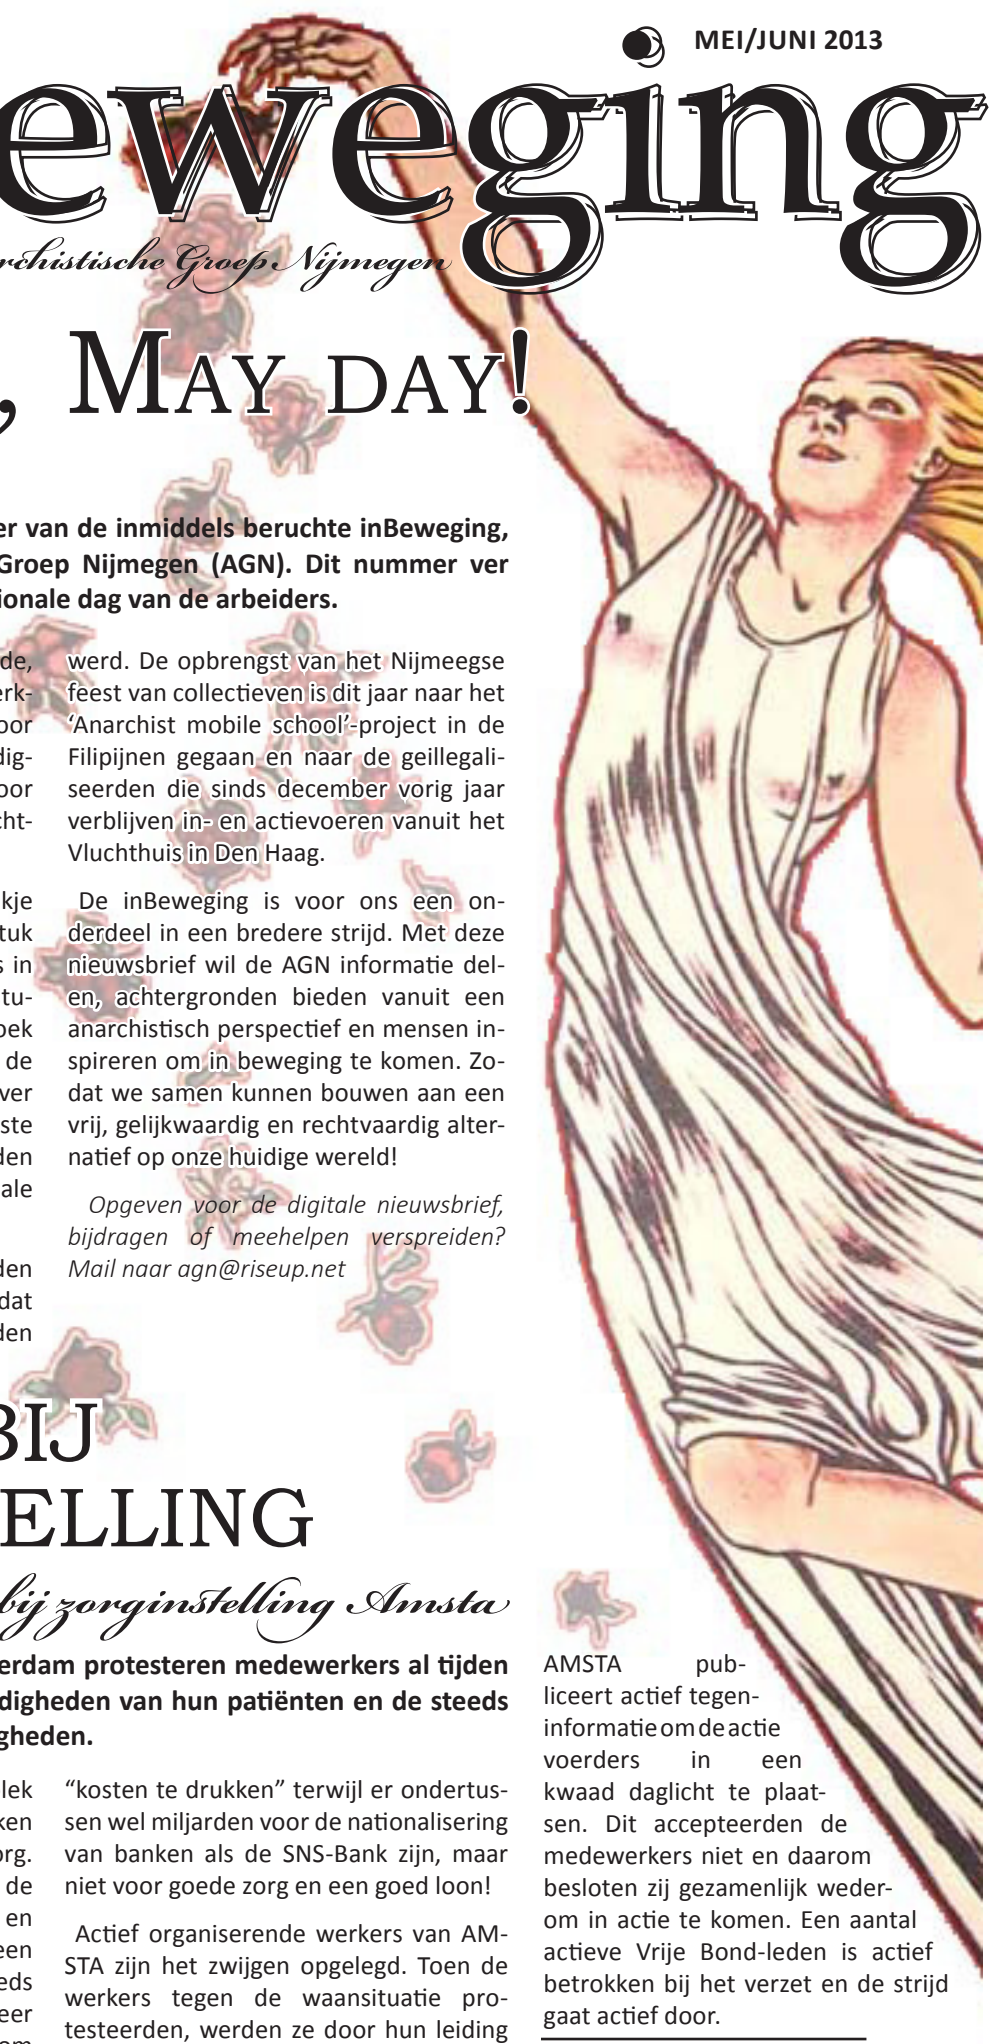 MEI/JUNI 2013
eweging
rchistische Groep Nijmegen
, MAY DAY!
er van de inmiddels beruchte inBeweging,
Groep Nijmegen (AGN). Dit nummer ver
ionale dag van de arbeiders.
de,
erk-
oor
dig-
oor
cht-
kje
tuk
s in
tu-
oek
de
ver
ste
den
ale
den
dat
den
werd. De opbrengst van het Nijmeegse
feest van collectieven is dit jaar naar het
‘Anarchist mobile school’-project in de
Filipijnen gegaan en naar de geillegali-
seerden die sinds december vorig jaar
verblijven in- en actievoeren vanuit het
Vluchthuis in Den Haag.
De inBeweging is voor ons een on-
derdeel in een bredere strijd. Met deze
nieuwsbrief wil de AGN informatie del-
en, achtergronden bieden vanuit een
anarchistisch perspectief en mensen in-
spireren om in beweging te komen. Zo-
dat we samen kunnen bouwen aan een
vrij, gelijkwaardig en rechtvaardig alter-
natief op onze huidige wereld!
Opgeven voor de digitale nieuwsbrief,
bijdragen of meehelpen verspreiden?
Mail naar agn@riseup.net
BIJ
ELLING
bij zorginstelling Amsta
erdam protesteren medewerkers al tijden
digheden van hun patiënten en de steeds
gheden.
lek
ken
org.
de
en
een
eds
eer
om
“kosten te drukken” terwijl er ondertus-
sen wel miljarden voor de nationalisering
van banken als de SNS-Bank zijn, maar
niet voor goede zorg en een goed loon!
Actief organiserende werkers van AM-
STA zijn het zwijgen opgelegd. Toen de
werkers tegen de waansituatie pro-
testeerden, werden ze door hun leiding
AMSTA pub-
liceert actief tegen-
informatie om de actie
voerders in een
kwaad daglicht te plaat-
sen. Dit accepteerden de
medewerkers niet en daarom
besloten zij gezamenlijk weder-
om in actie te komen. Een aantal
actieve Vrije Bond-leden is actief
betrokken bij het verzet en de strijd
gaat actief door.